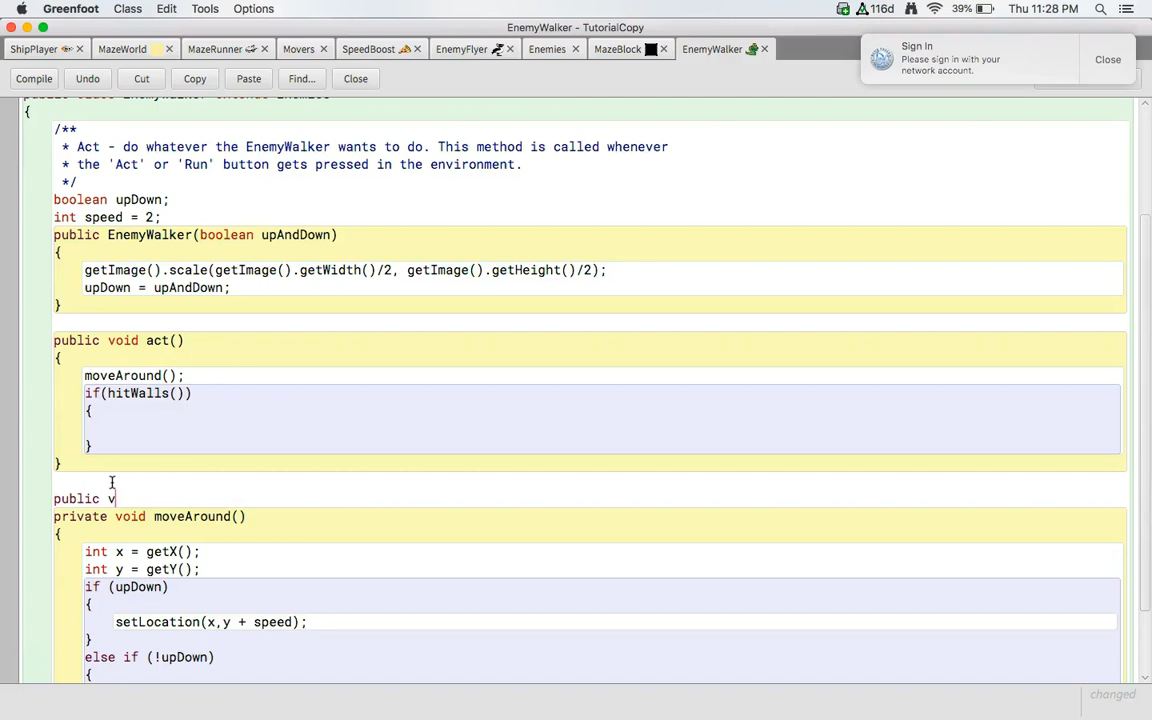 Greenfoot Class Edit Tools Options 116d 39% Thu 11:28 PM
EnemyWalker - TutorialCopy
ShipPlayer MazeWorld MazeRunner Movers SpeedBoost EnemyFlyer Enemies MazeBlock EnemyWalker
Sign In
Please sign in with your
network account.
Close
Compile Undo Cut Copy Paste Find... Close
public class EnemyWalker extends Enemies
{
/**
* Act - do whatever the EnemyWalker wants to do. This method is called whenever
* the 'Act' or 'Run' button gets pressed in the environment.
*/
boolean upDown;
int speed = 2;
public EnemyWalker(boolean upAndDown)
{
getImage().scale(getImage().getWidth()/2, getImage().getHeight()/2);
upDown = upAndDown;
}
public void act()
{
moveAround();
if(hitWalls())
{
}
}
public v
private void moveAround()
{
int x = getX();
int y = getY();
if (upDown)
{
setLocation(x,y + speed);
}
else if (!upDown)
{
changed